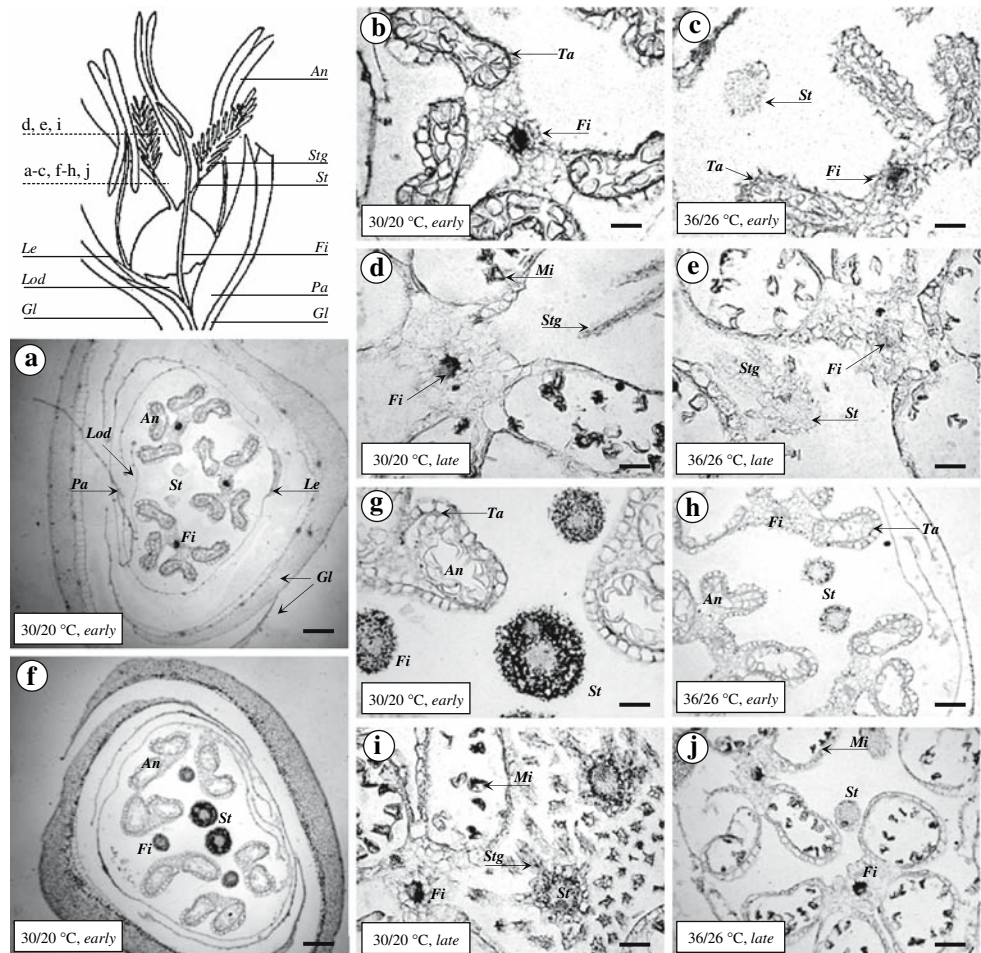 An
d, e, i
Stg
a-c, f-h, j
St
Le
Fi
Lod
Pa
Gl
Gl
a
An
Lod
St
Pa
Le
Fi
Gl
30/20 °C, early
b
Ta
Fi
30/20 °C, early
c
St
Ta
Fi
36/26 °C, early
d
Mi
Stg
Fi
30/20 °C, late
e
Fi
Stg
St
36/26 °C, late
f
An
St
Fi
30/20 °C, early
g
Ta
An
Fi
St
30/20 °C, early
h
Fi
Ta
St
An
36/26 °C, early
i
Mi
Stg
Fi
St
30/20 °C, late
j
Mi
St
Fi
36/26 °C, late